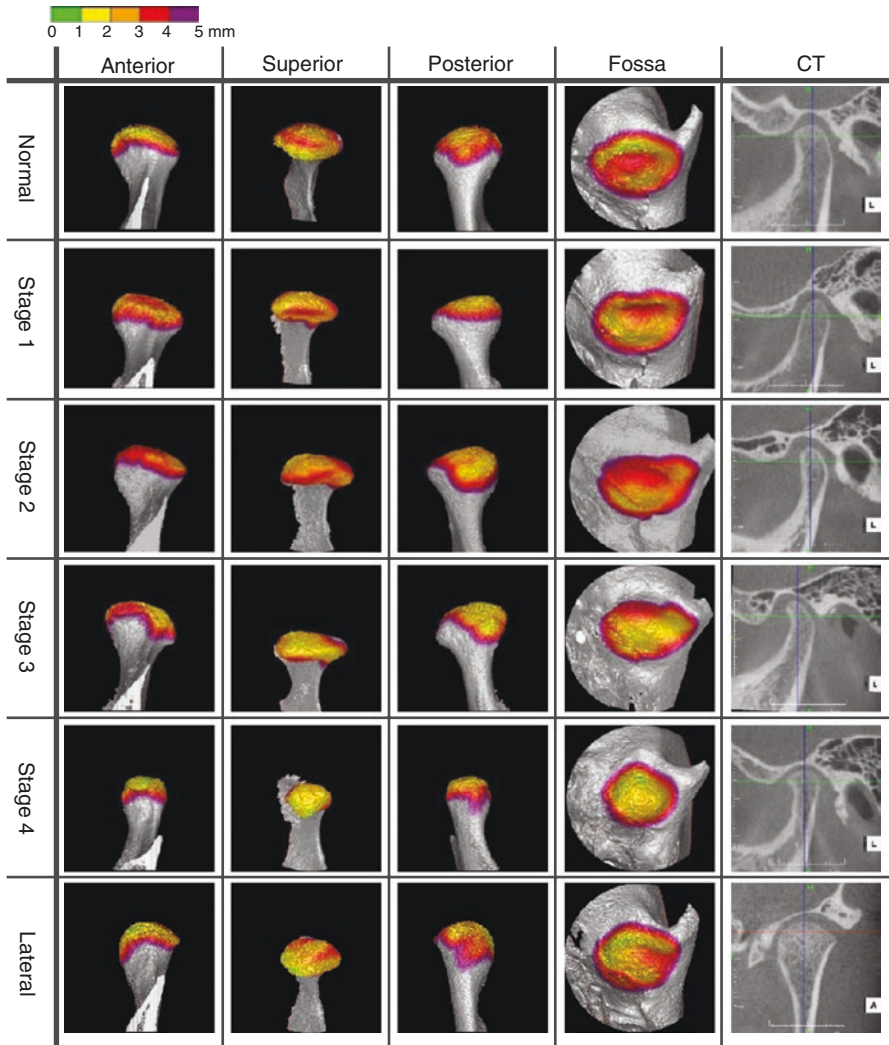 0 1 2 3 4 5 mm
Anterior Superior Posterior Fossa CT
Normal
L
Stage 1
L
Stage 2
L
Stage 3
L
Stage 4
L
Lateral
A